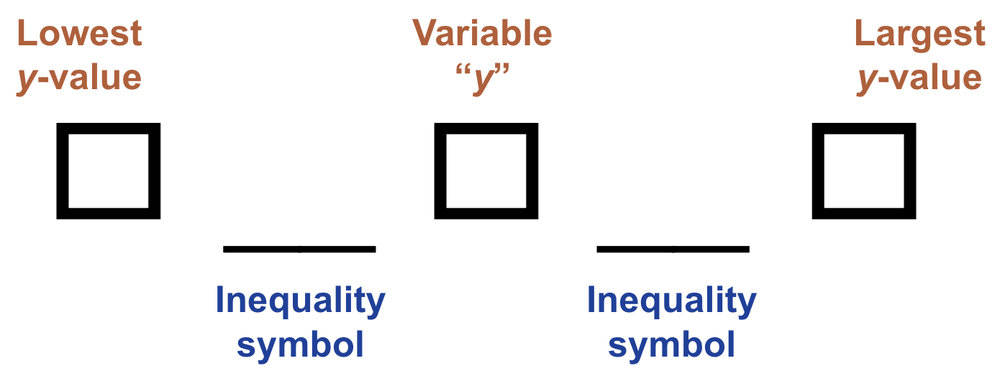 Lowest
y-value
Variable
“y”
Largest
y-value
Inequality
symbol
Inequality
symbol